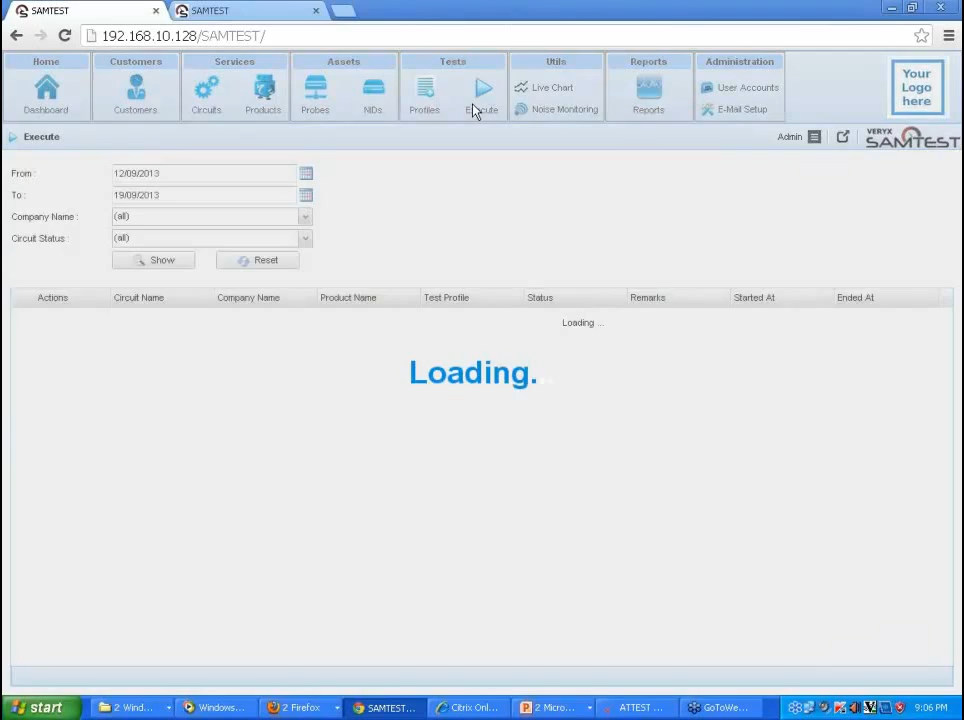 SAMTEST
SAMTEST
192.168.10.128/SAMTEST/
Home
Customers
Services
Assets
Tests
Utils
Reports
Administration
Dashboard
Customers
Circuits
Products
Probes
NIDs
Profiles
Live Chart
Noise Monitoring
Reports
User Accounts
E-Mail Setup
Your
Logo
here
Execute
Admin
VERYX
SAMTEST
From :
12/09/2013
To :
19/09/2013
Company Name :
(all)
Circuit Status :
(all)
Show
Reset
Actions
Circuit Name
Company Name
Product Name
Test Profile
Status
Remarks
Started At
Ended At
Loading ...
Loading...
start
2 Wind...
Windows...
2 Firefox
SAMTEST...
Citrix Onl...
2 Micro...
ATTEST ...
GoToWe...
9:06 PM